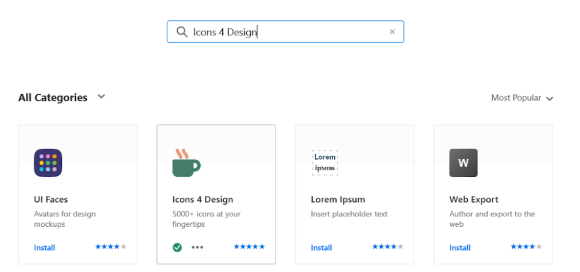 Icons 4 Design
All Categories
Most Popular
Lorem
ipsum
W
UI Faces
Icons 4 Design
Lorem Ipsum
Web Export
Avatars for design
mockups
5000+ icons at your
fingertips
Insert placeholder text
Author and export to the
web
Install
Install
Install